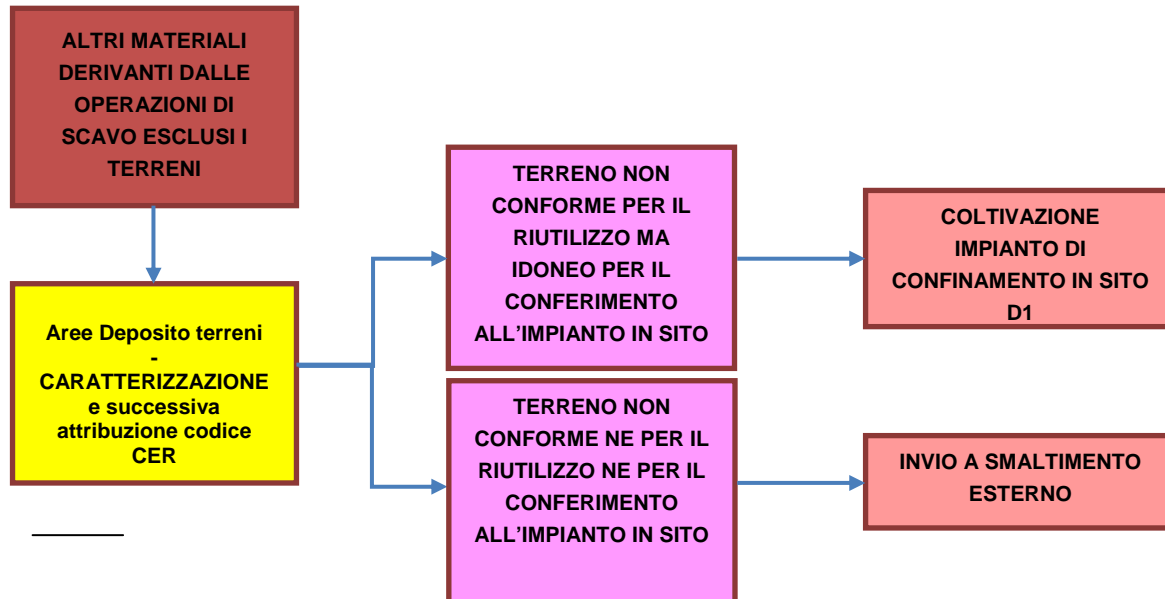 ALTRI MATERIALI
DERIVANTI DALLE
OPERAZIONI DI
SCAVO ESCLUSI I
TERRENI
Aree Deposito terreni
-
CARATTERIZZAZIONE
e successiva
attribuzione codice
CER
TERRENO NON
CONFORME PER IL
RIUTILIZZO MA
IDONEO PER IL
CONFERIMENTO
ALL’IMPIANTO IN SITO
TERRENO NON
CONFORME NE PER IL
RIUTILIZZO NE PER IL
CONFERIMENTO
ALL’IMPIANTO IN SITO
COLTIVAZIONE
IMPIANTO DI
CONFINAMENTO IN SITO
D1
INVIO A SMALTIMENTO
ESTERNO